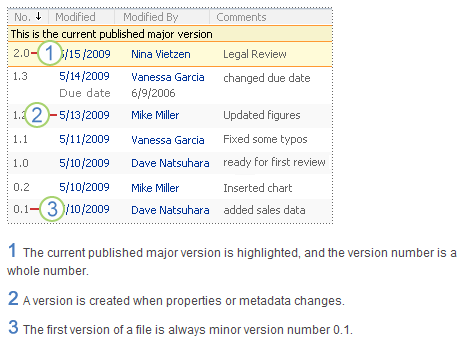 No. ↓ Modified Modified By Comments
This is the current published major version
2.0 1 5/15/2009 Nina Vietzen Legal Review
1.3 5/14/2009 Vanessa Garcia changed due date
Due date 6/9/2006
1.2 2 5/13/2009 Mike Miller Updated figures
1.1 5/11/2009 Vanessa Garcia Fixed some typos
1.0 5/10/2009 Dave Natsuhara ready for first review
0.2 5/10/2009 Mike Miller Inserted chart
0.1 3 /10/2009 Dave Natsuhara added sales data
1 The current published major version is highlighted, and the version number is a
whole number.
2 A version is created when properties or metadata changes.
3 The first version of a file is always minor version number 0.1.